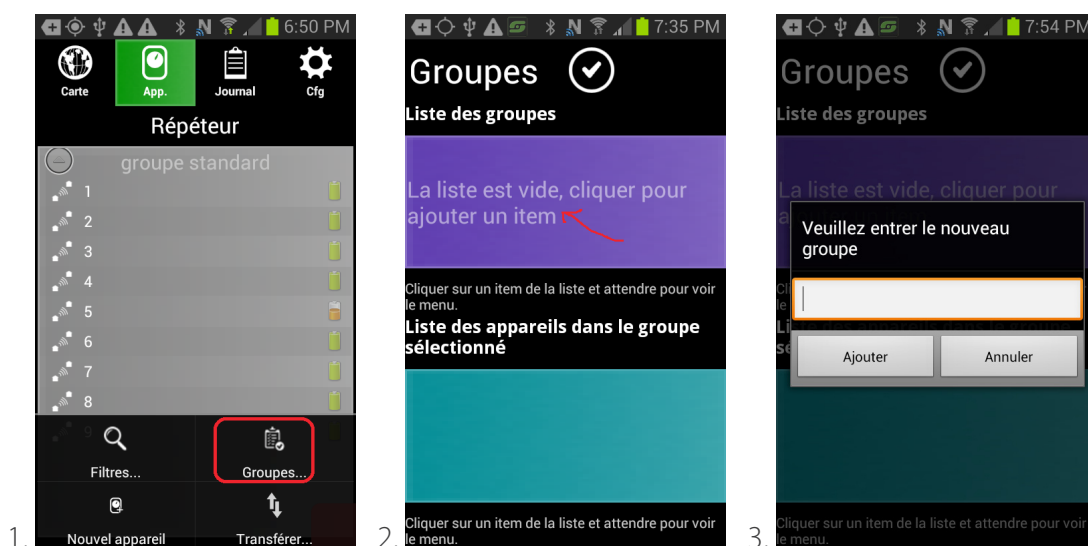 6:50 PM
Carte
App.
Journal
Cfg
Répéteur
groupe standard
1
2
3
4
5
6
7
8
9
Filtres...
Groupes...
Nouvel appareil
Transférer...
1.
7:35 PM
Groupes
Liste des groupes
La liste est vide, cliquer pour
ajouter un item
Cliquer sur un item de la liste et attendre pour voir
le menu.
Liste des appareils dans le groupe
sélectionné
Cliquer sur un item de la liste et attendre pour voir
le menu.
2.
7:54 PM
Groupes
Liste des groupes
La liste est vide, cliquer pour
Veuillez entrer le nouveau
groupe
Ajouter
Annuler
Cliquer sur un item de la liste et attendre pour voir
le menu.
3.